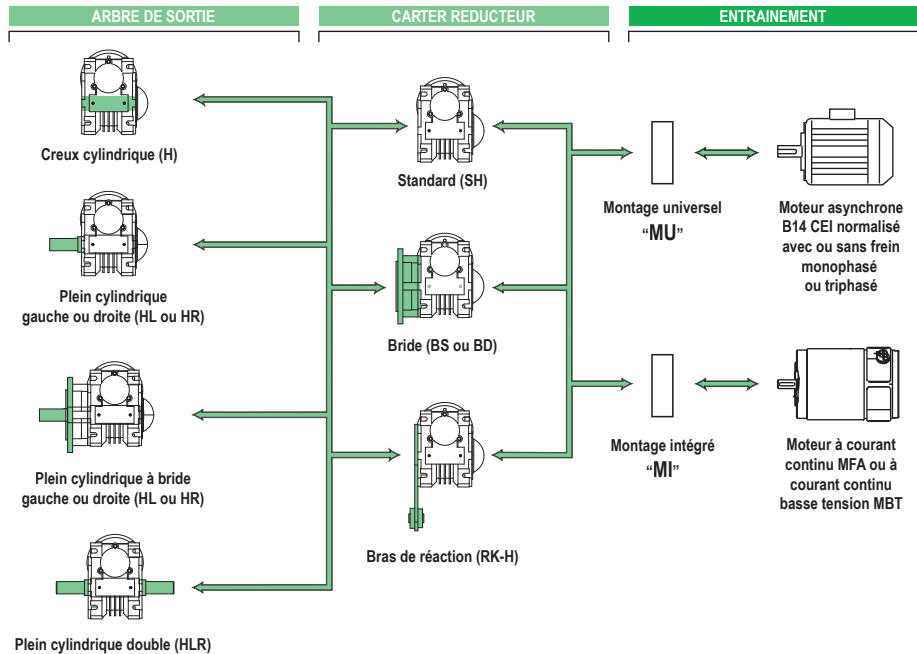 ARBRE DE SORTIE
CARTER REDUCTEUR
ENTRAINEMENT
Creux cylindrique (H)
Plein cylindrique
gauche ou droite (HL ou HR)
Plein cylindrique à bride
gauche ou droite (HL ou HR)
Plein cylindrique double (HLR)
Standard (SH)
Bride (BS ou BD)
Bras de réaction (RK-H)
Montage universel
“MU”
Montage intégré
“MI”
Moteur asynchrone
B14 CEI normalisé
avec ou sans frein
monophasé
ou triphasé
Moteur à courant
continu MFA ou à
courant continu
basse tension MBT